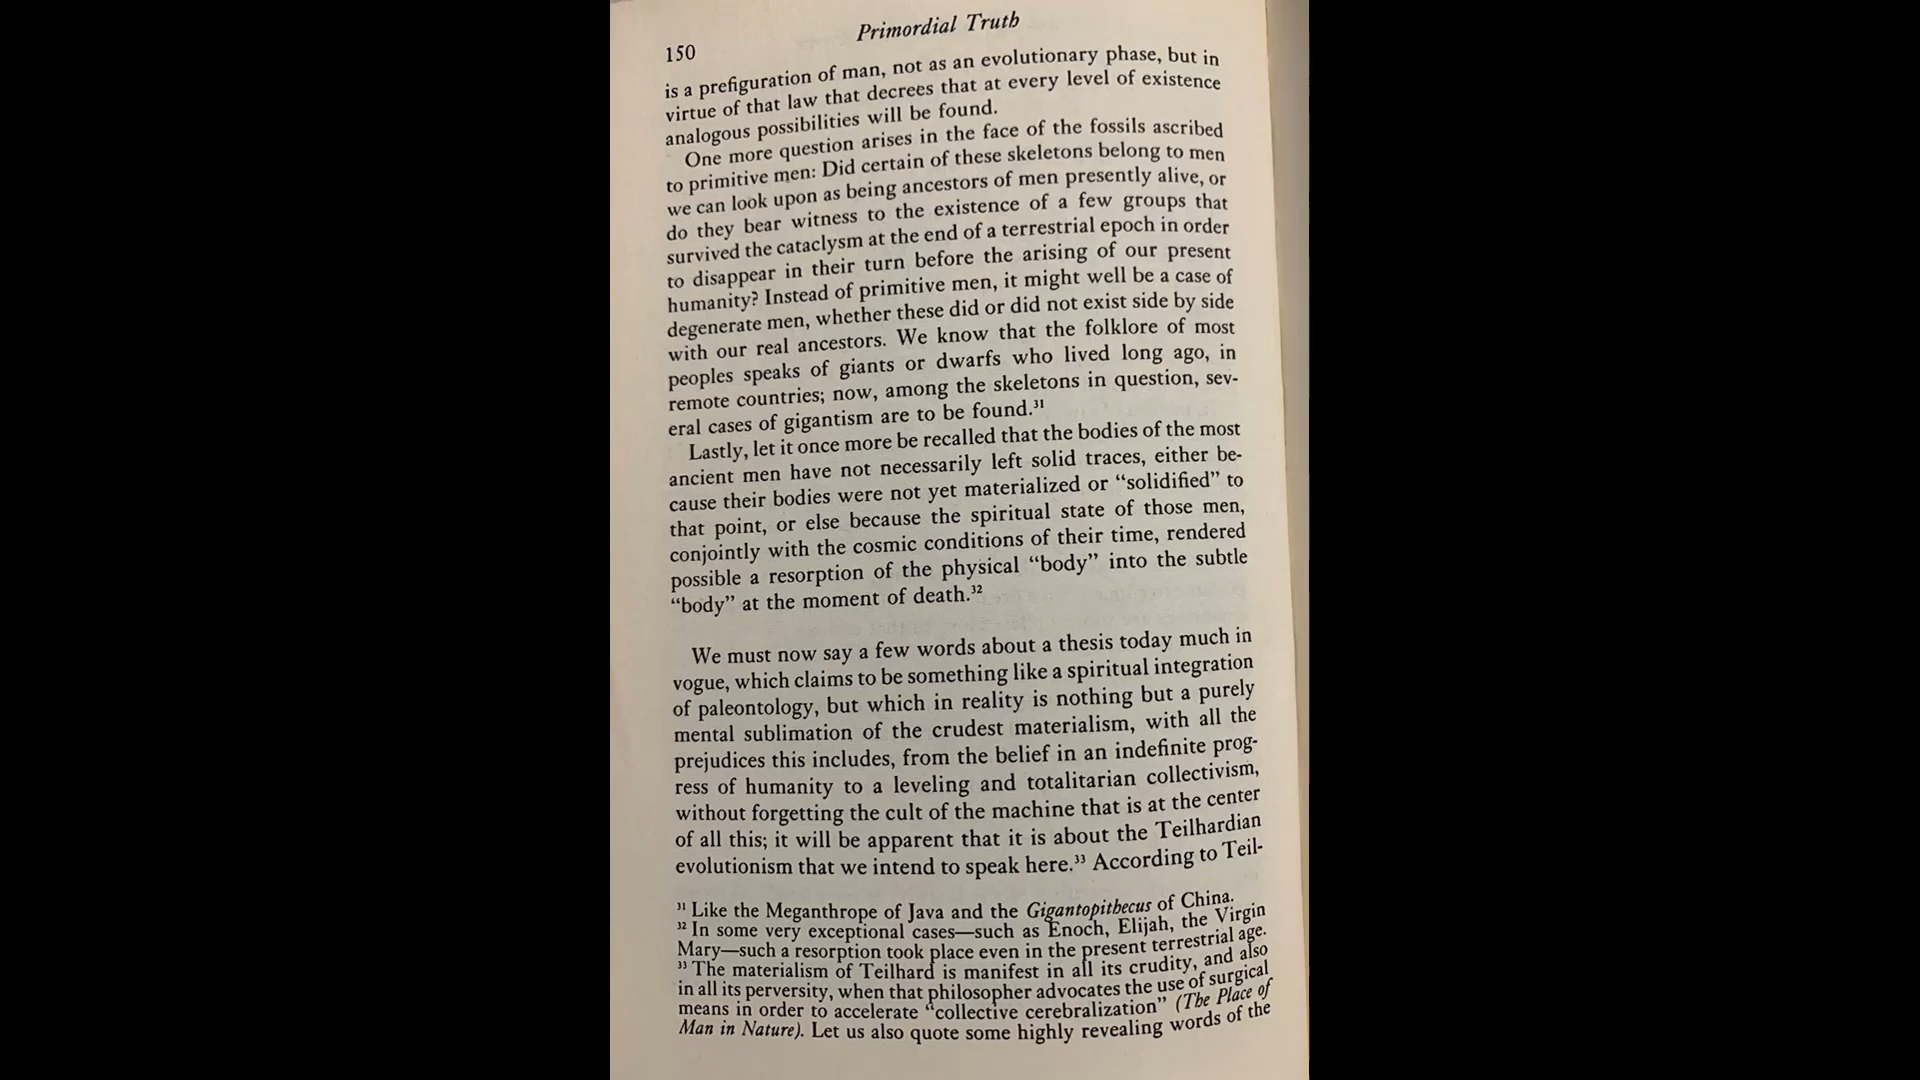 150
Primordial Truth
is a prefiguration of man, not as an evolutionary phase, but in
virtue of that law that decrees that at every level of existence
analogous possibilities will be found.
One more question arises in the face of the fossils ascribed
to primitive men: Did certain of these skeletons belong to men
we can look upon as being ancestors of men presently alive, or
do they bear witness to the existence of a few groups that
survived the cataclysm at the end of a terrestrial epoch in order
to disappear in their turn before the arising of our present
humanity? Instead of primitive men, it might well be a case of
degenerate men, whether these did or did not exist side by side
with our real ancestors. We know that the folklore of most
peoples speaks of giants or dwarfs who lived long ago, in
remote countries; now, among the skeletons in question, sev-
eral cases of gigantism are to be found.³¹
Lastly, let it once more be recalled that the bodies of the most
ancient men have not necessarily left solid traces, either be-
cause their bodies were not yet materialized or “solidified” to
that point, or else because the spiritual state of those men,
conjointly with the cosmic conditions of their time, rendered
possible a resorption of the physical “body” into the subtle
“body” at the moment of death.³²
We must now say a few words about a thesis today much in
vogue, which claims to be something like a spiritual integration
of paleontology, but which in reality is nothing but a purely
mental sublimation of the crudest materialism, with all the
prejudices this includes, from the belief in an indefinite prog-
ress of humanity to a leveling and totalitarian collectivism,
without forgetting the cult of the machine that is at the center
of all this; it will be apparent that it is about the Teilhardian
evolutionism that we intend to speak here.³³ According to Teil-
³¹ Like the Meganthrope of Java and the Gigantopithecus of China.
³² In some very exceptional cases—such as Enoch, Elijah, the Virgin
Mary—such a resorption took place even in the present terrestrial age.
³³ The materialism of Teilhard is manifest in all its crudity, and also
in all its perversity, when that philosopher advocates the use of surgical
means in order to accelerate “collective cerebralization” (The Place of
Man in Nature). Let us also quote some highly revealing words of the